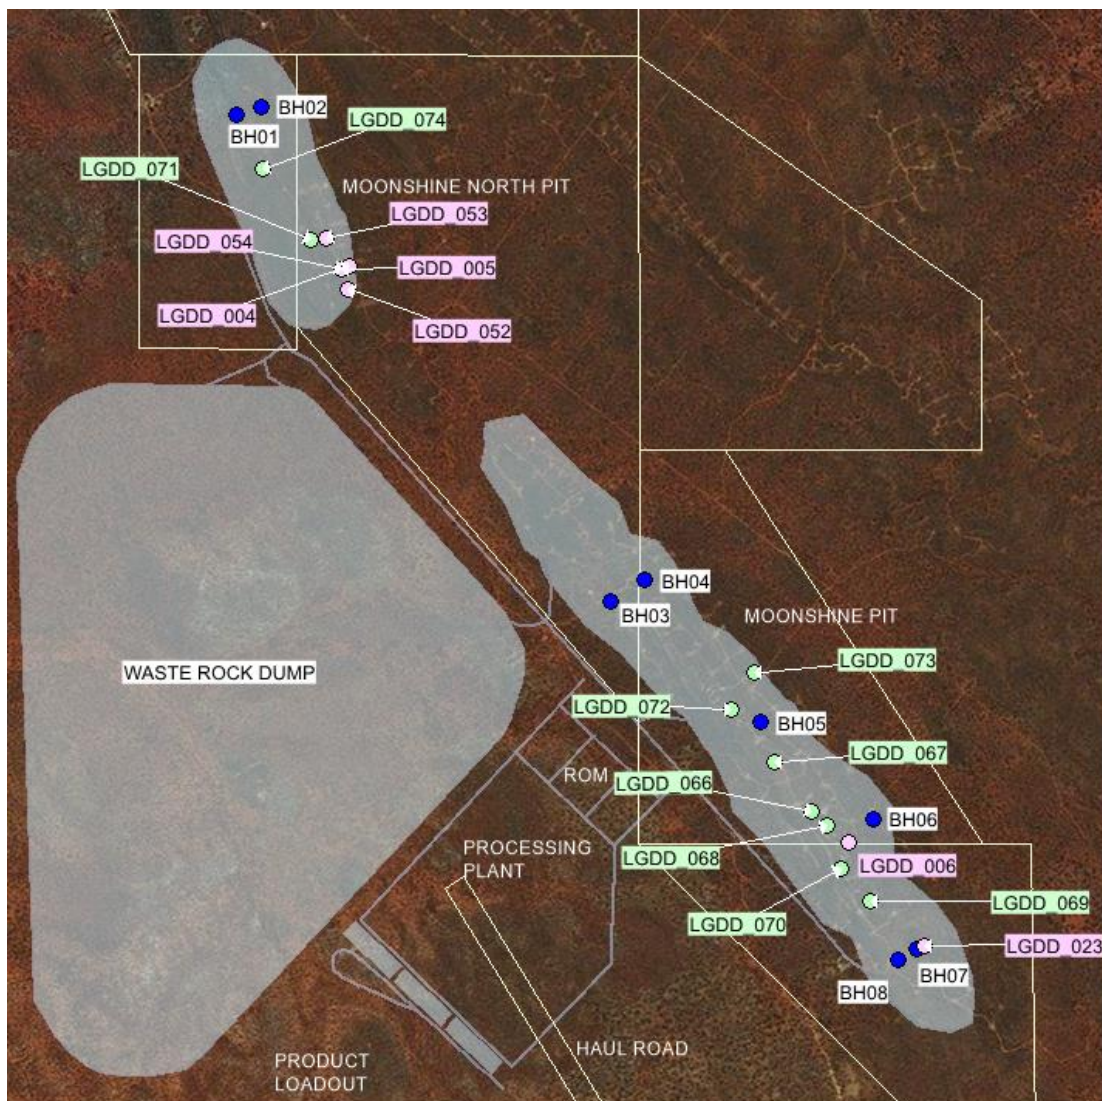 BH02
LGDD_074
BH01
LGDD_071
MOONSHINE NORTH PIT
LGDD_053
LGDD_054
LGDD_005
LGDD_004
LGDD_052
BH04
BH03
MOONSHINE PIT
LGDD_073
WASTE ROCK DUMP
LGDD_072
BH05
LGDD_067
ROM
LGDD_066
BH06
PROCESSING
PLANT
LGDD_068
LGDD_006
LGDD_069
LGDD_070
LGDD_023
BH07
BH08
HAUL ROAD
PRODUCT
LOADOUT